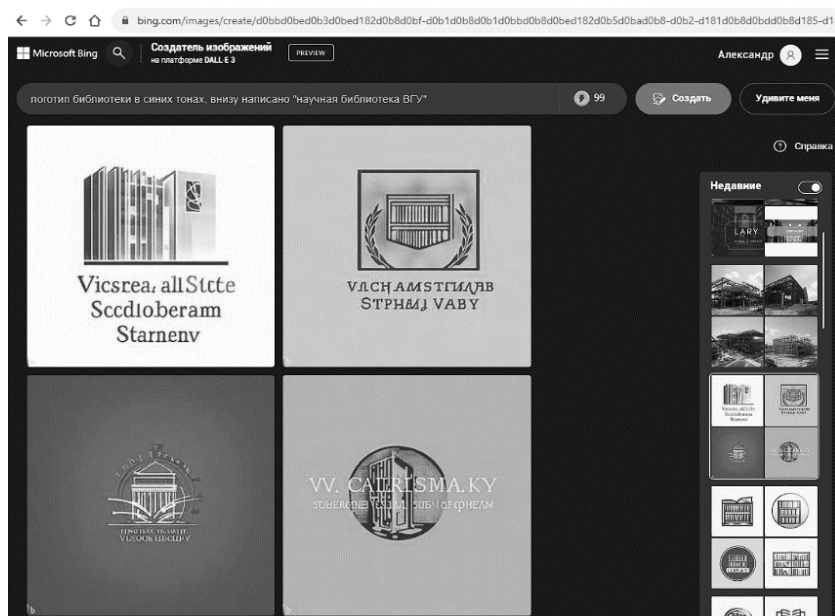 bing.com/images/create/d0bbd0bed0b3d0bed182d0b8d0bf-d0b1d0b8d0b1d0bbd0b8d0bed182d0b5d0bad0b8-d0b2-d181d0b8d0bdd0b8d185-d1
Microsoft Bing
Создатель изображений
на платформе DALL·E 3
PREVIEW
Александр
логотип библиотеки в синих тонах, внизу написано "научная библиотека ВГУ"
99
Создать
Удивите меня
Справка
Недавние
LARY
Vicsrea, allStcte
Sccdloberam
Starnenv
STPHMJ VABY
VV. CAURISMA.KY